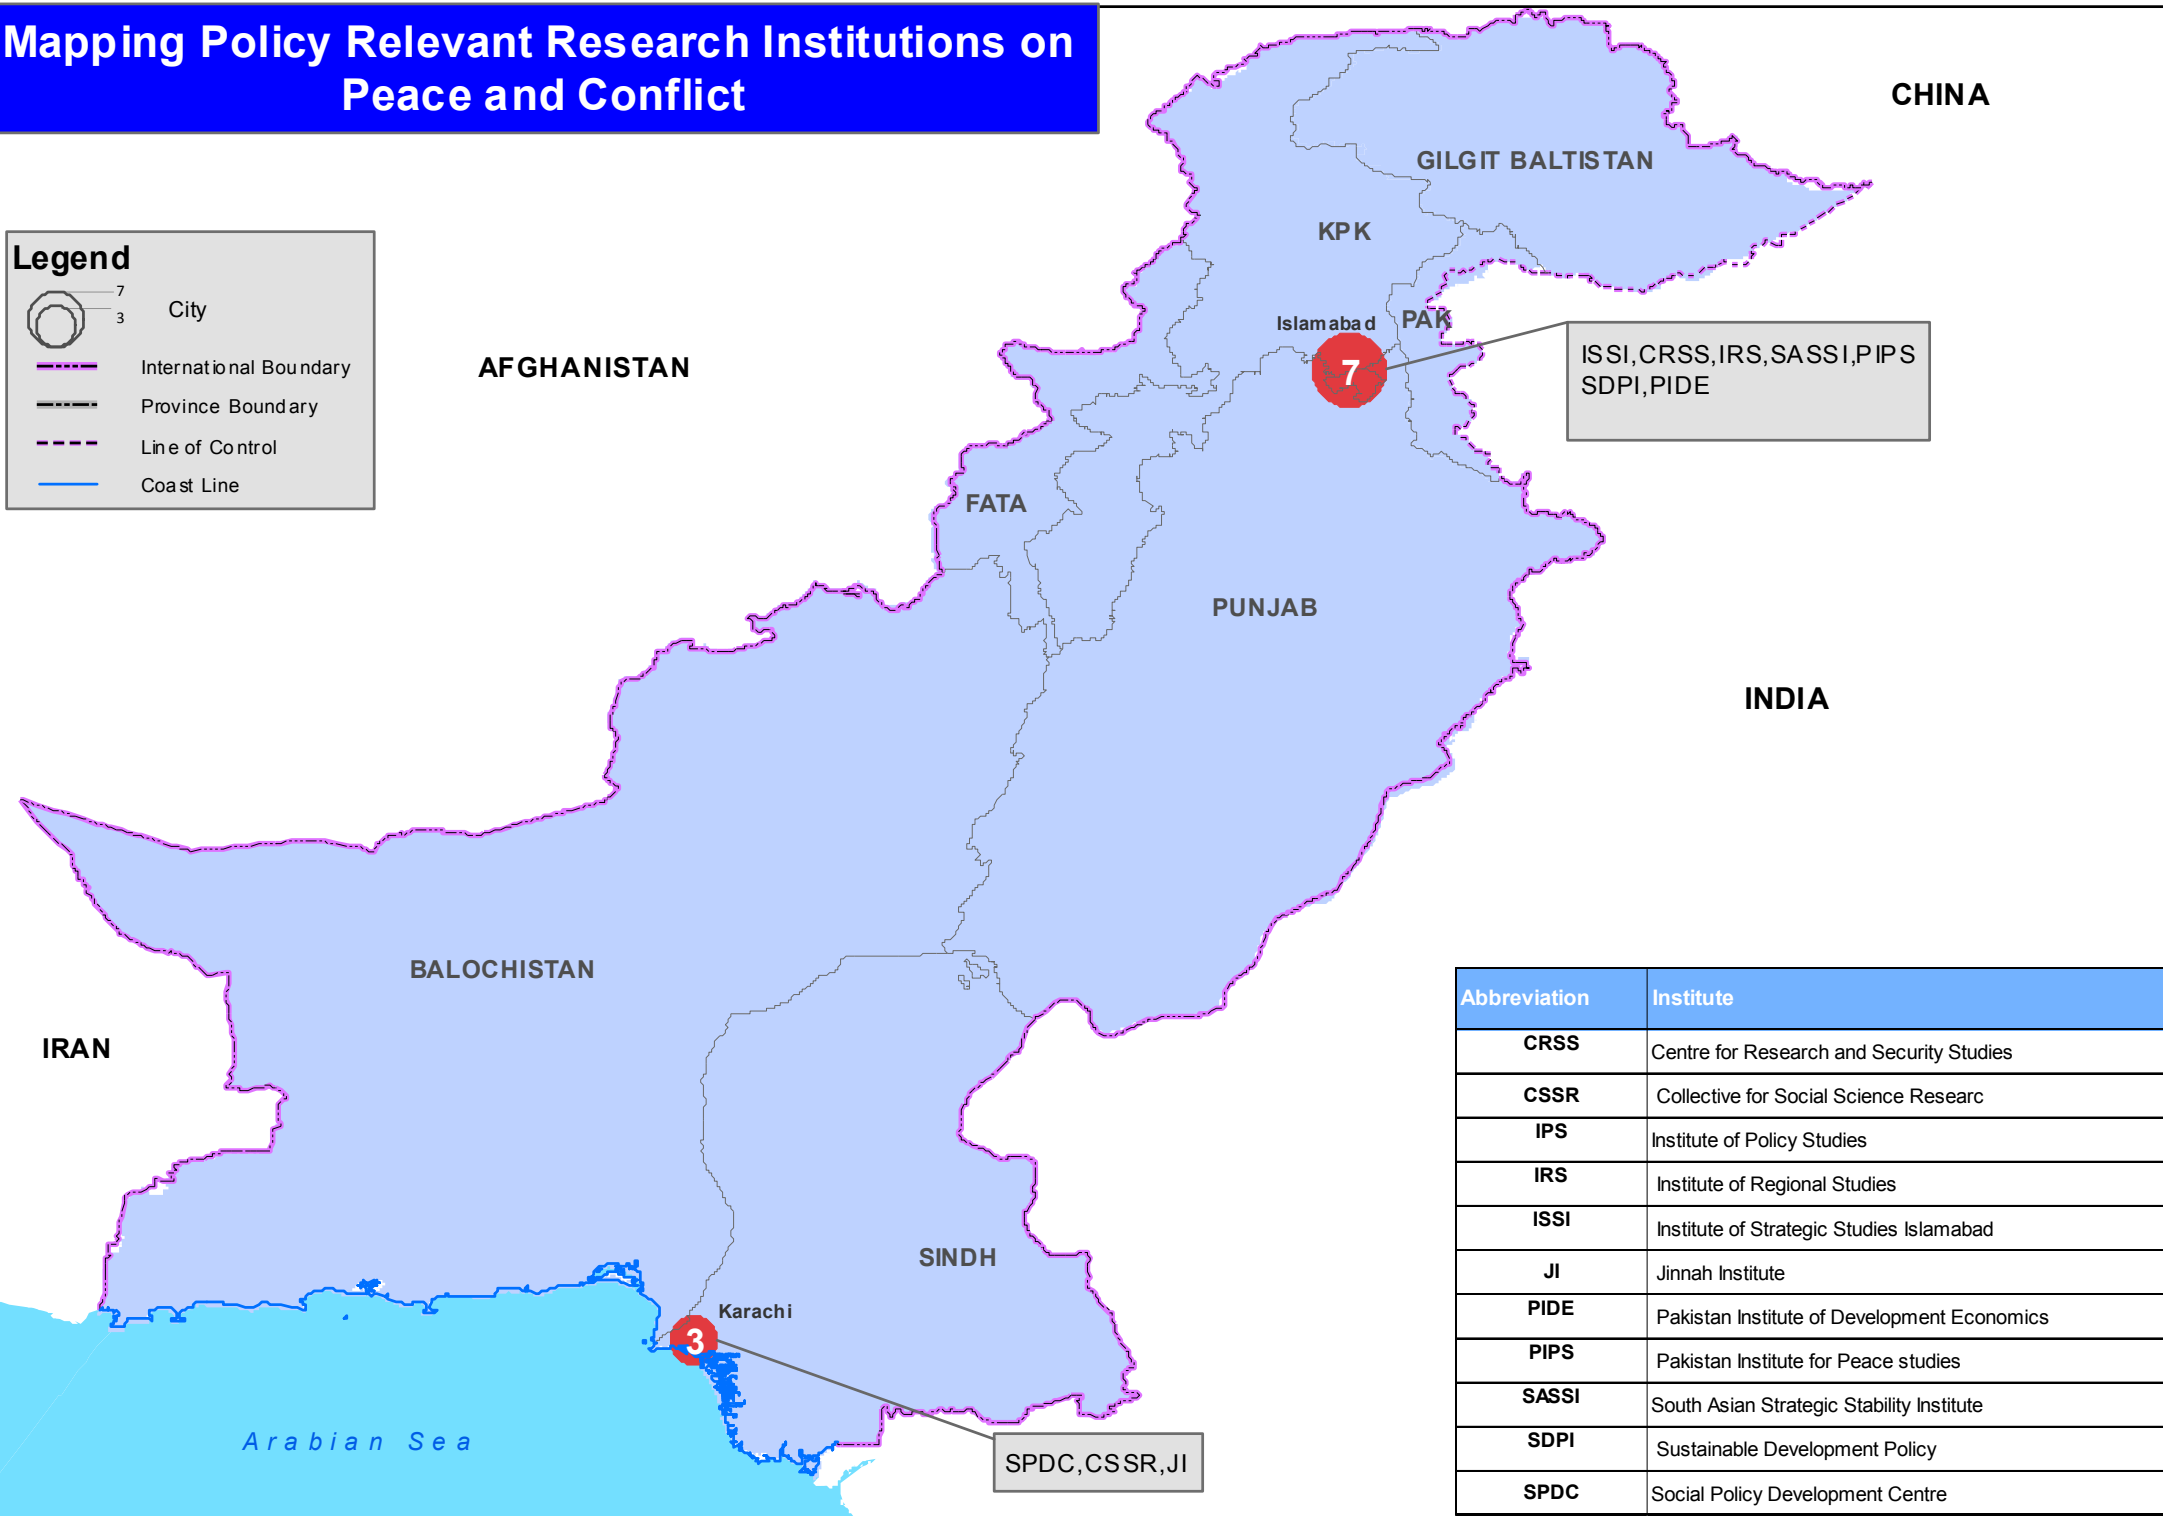 Mapping Policy Relevant Research Institutions on
Peace and Conflict
CHINA
GILGIT BALTISTAN
KPK
Legend
7
3
City
International Boundary
Province Boundary
Line of Control
Coast Line
AFGHANISTAN
Islamabad
PAK
7
ISSI,CRSS,IRS,SASSI,PIPS
SDPI,PIDE
FATA
PUNJAB
INDIA
BALOCHISTAN
IRAN
SINDH
Karachi
3
Arabian Sea
SPDC,CSSR,JI
Abbreviation Institute
CRSS Centre for Research and Security Studies
CSSR Collective for Social Science Researc
IPS Institute of Policy Studies
IRS Institute of Regional Studies
ISSI Institute of Strategic Studies Islamabad
JI Jinnah Institute
PIDE Pakistan Institute of Development Economics
PIPS Pakistan Institute for Peace studies
SASSI South Asian Strategic Stability Institute
SDPI Sustainable Development Policy
SPDC Social Policy Development Centre